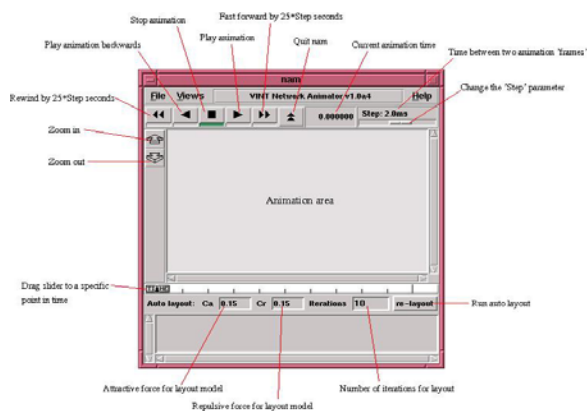 Fast forward by 25*Step seconds
Stop animation
Play animation backwards
Play animation
Quit nam
Current animation time
Time between two animation 'frames'
Change the 'Step' parameter
nam
File Views VINT Network Animator v1.0a4 Help
Rewind by 25*Step seconds
0.000000
Step: 2.0ms
Zoom in
Zoom out
Animation area
Drag slider to a specific
point in time
TIME
Auto layout: Ca 0.15 Cr 0.15 Iterations 10 re-layout
Run auto layout
Attractive force for layout model
Number of iterations for layout
Repulsive force for layout model